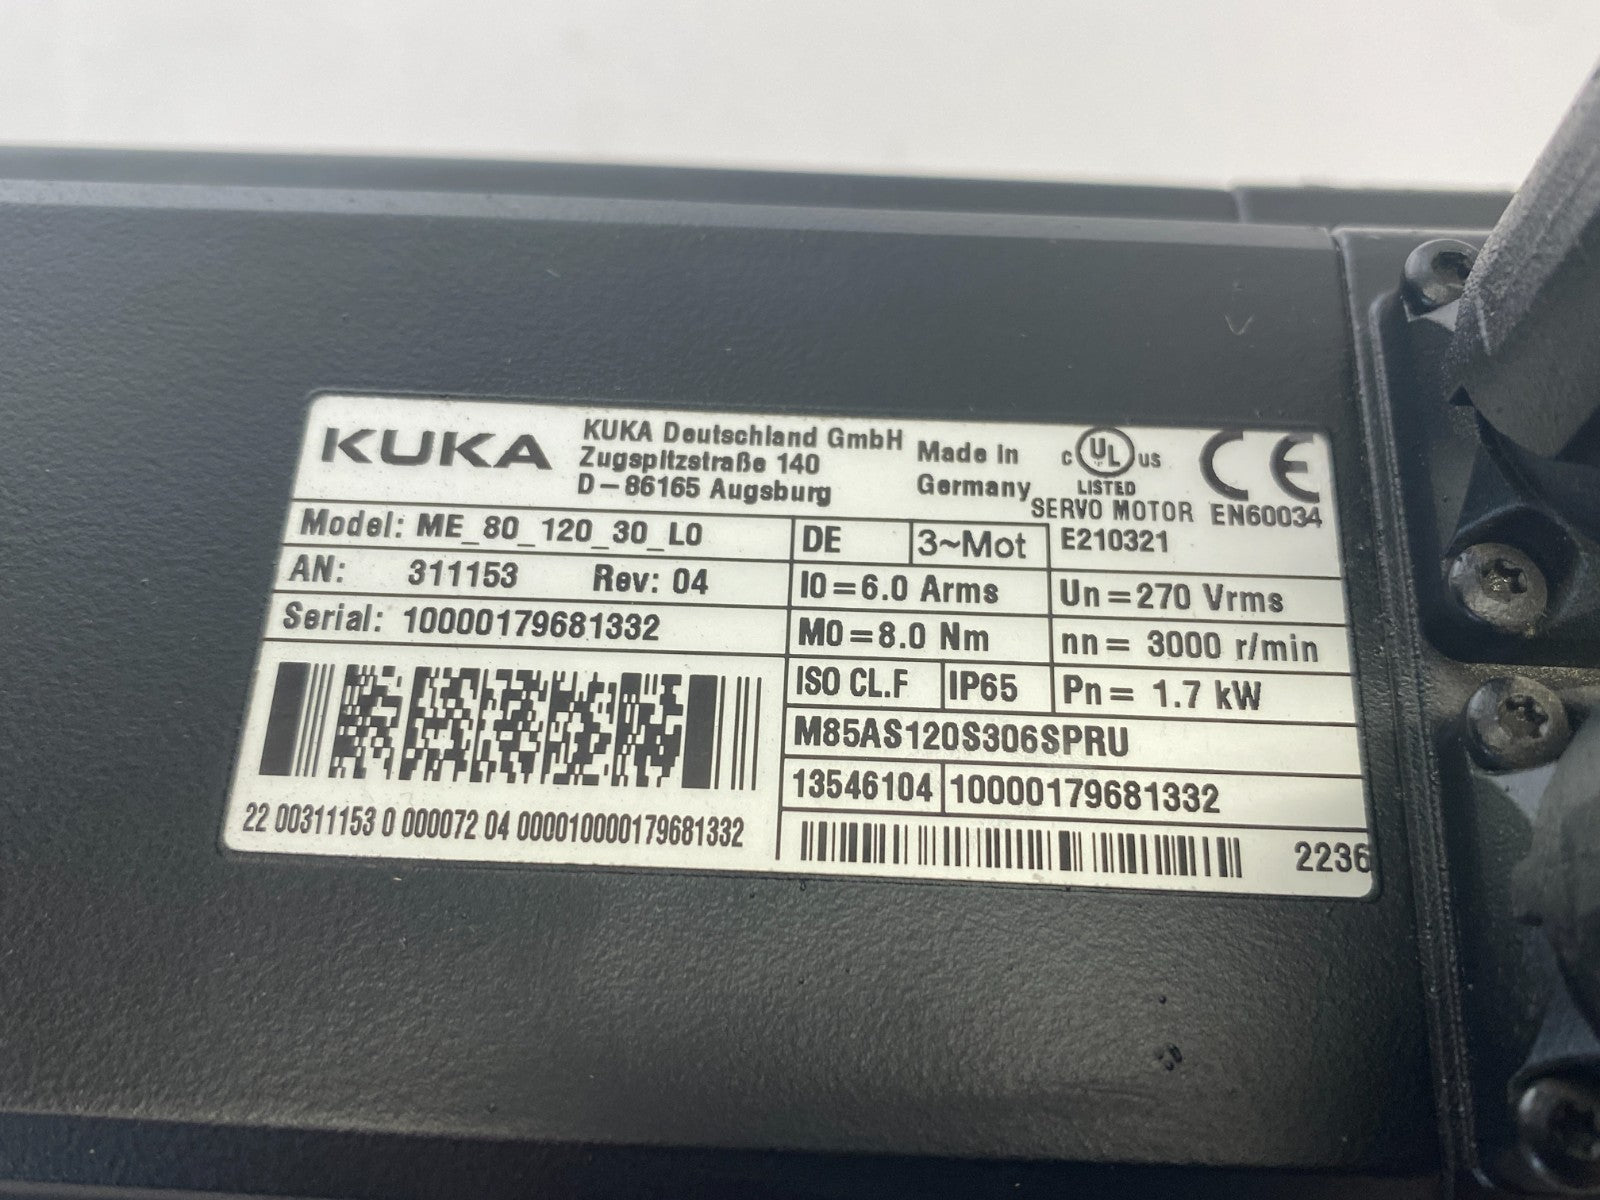 KUKA
KUKA Deutschland GmbH
Zugspitzstraße 140
D-86165 Augsburg
Made in
Germany
c UL us
LISTED
SERVO MOTOR
E210321
CE
EN60034
Model: ME_80_120_30_L0
AN: 311153 Rev: 04
Serial: 10000179681332
22 00311153 0 000072 04 0000100000179681332
DE 3~Mot
I0=6.0 Arms Un=270 Vrms
M0=8.0 Nm nn= 3000 r/min
ISO CL.F IP65 Pn= 1.7 kW
M85AS120S306SPRU
13546104 10000179681332
2236